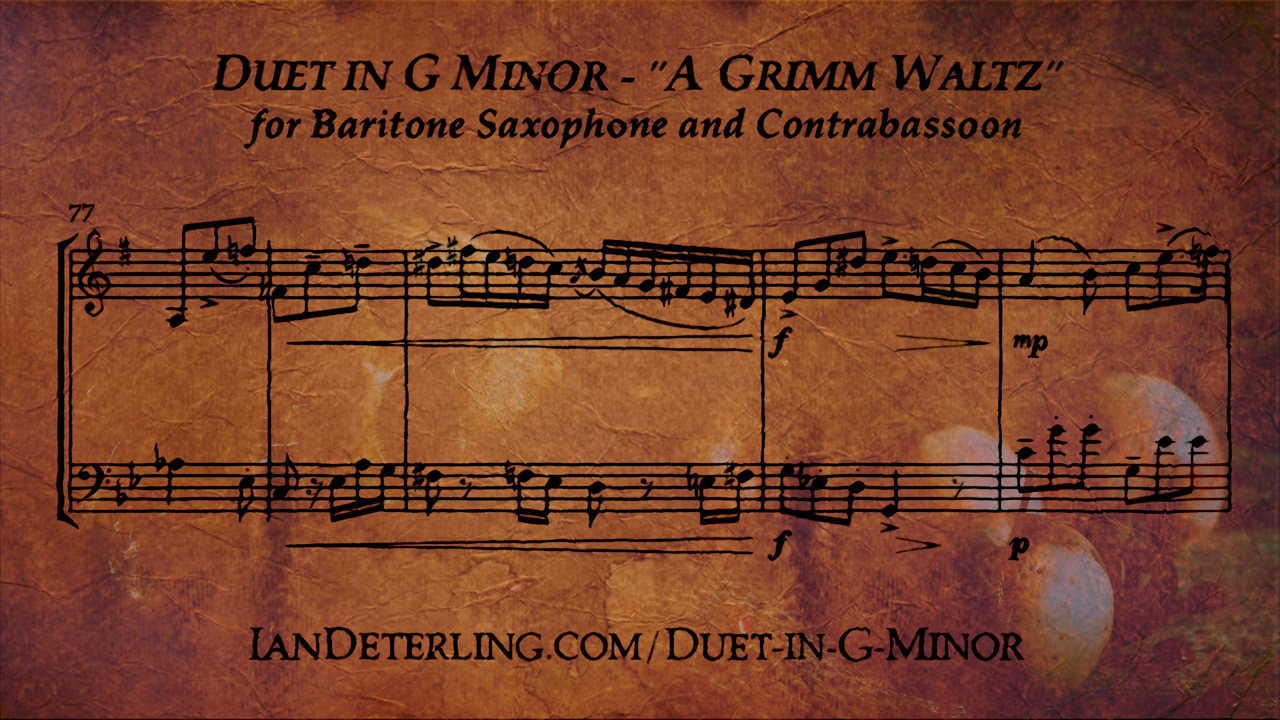 Duet in G Minor - "A Grimm Waltz"
for Baritone Saxophone and Contrabassoon
77
f
mp
f
p
IanDeterling.com/Duet-in-G-Minor